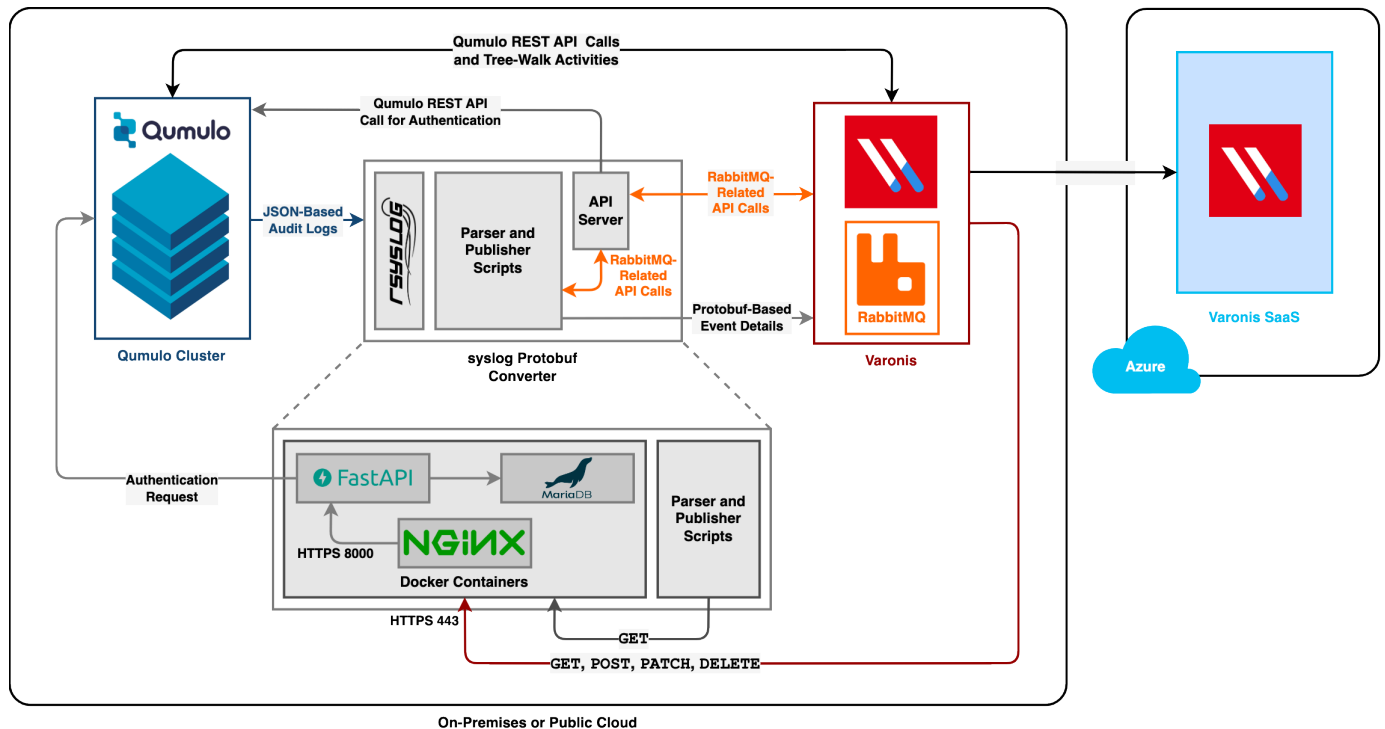 Qumulo REST API Calls
and Tree-Walk Activities
Qumulo REST API
Call for Authentication
Qumulo
JSON-Based
Audit Logs
rsyslog
Parser and
Publisher
Scripts
API
Server
RabbitMQ-
Related
API Calls
RabbitMQ-
Related
API Calls
Protobuf-Based
Event Details
RabbitMQ
Qumulo Cluster
syslog Protobuf
Converter
Varonis
Varonis SaaS
Azure
Authentication
Request
FastAPI
MariaDB
HTTPS 8000
NGINX
Docker Containers
Parser and
Publisher
Scripts
HTTPS 443
GET
GET, POST, PATCH, DELETE
On-Premises or Public Cloud